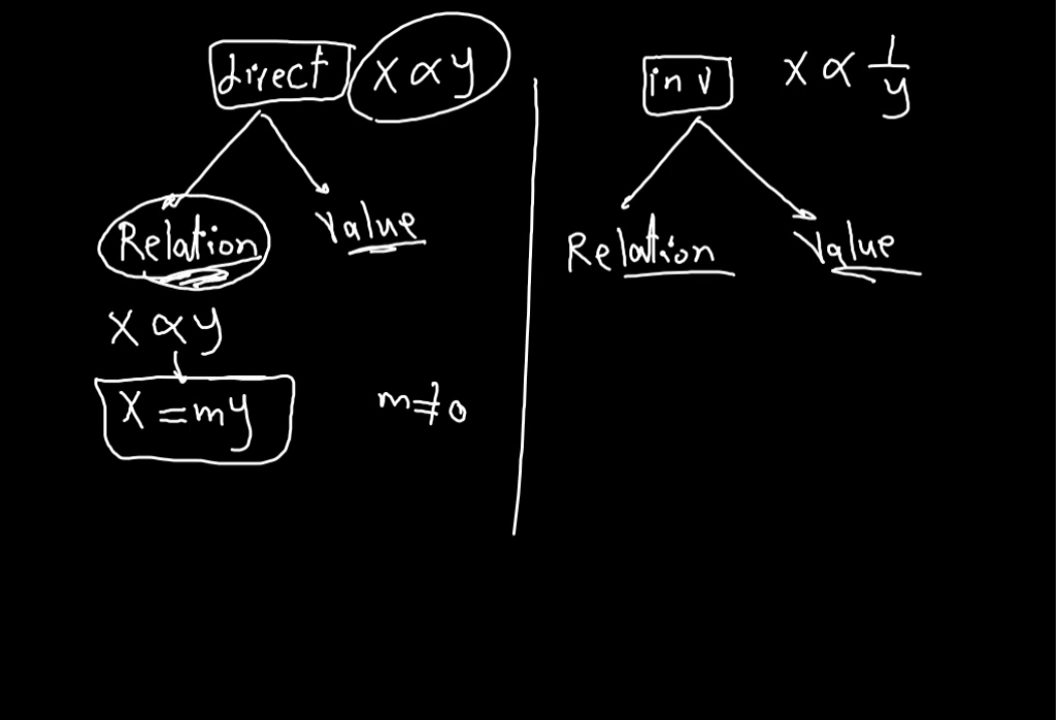 direct x ∝ y
Relation Value
x ∝ y
x = my m ≠ 0
inv x ∝ 1/y
Relation Value